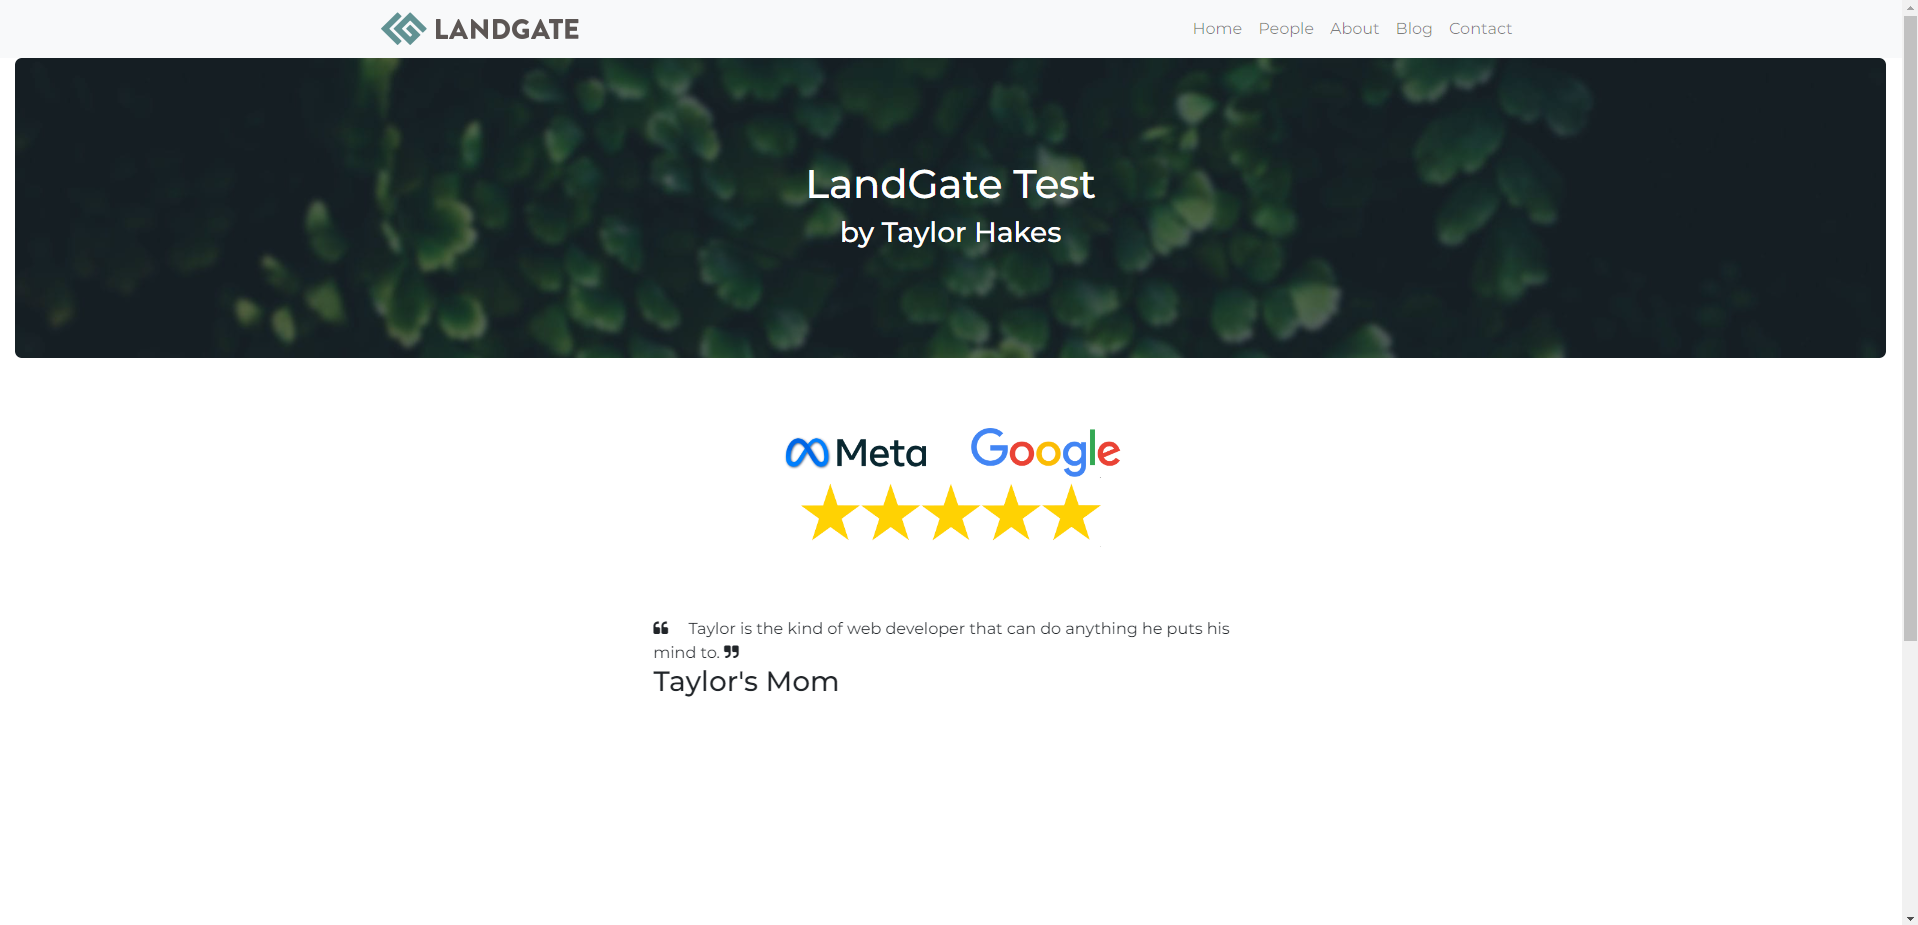 LANDGATE
Home People About Blog Contact
LandGate Test
by Taylor Hakes
Meta Google
❝ Taylor is the kind of web developer that can do anything he puts his
mind to. ❞
Taylor's Mom